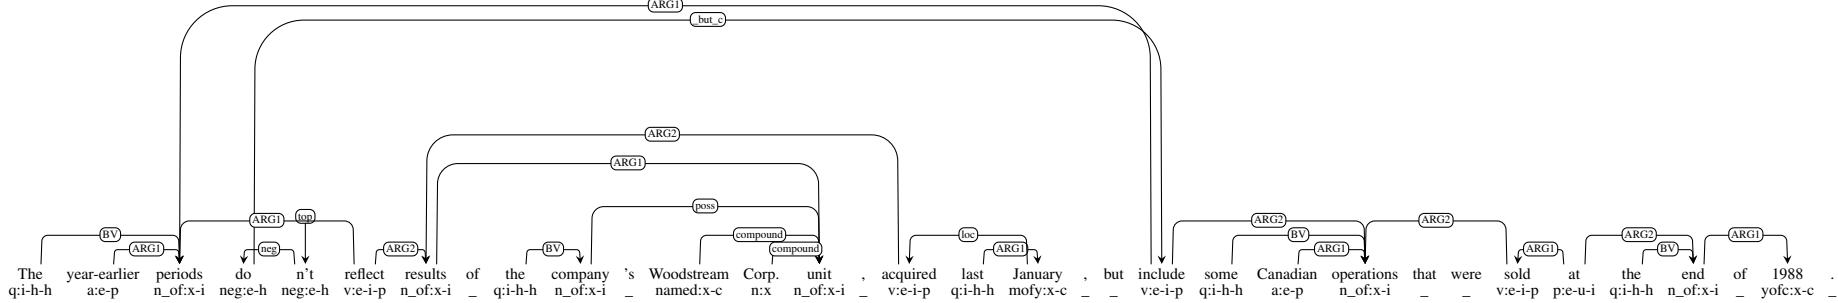 ARG1
_but_c
ARG2
ARG1
poss
ARG1 top ARG2 ARG2
BV compound loc BV ARG2 ARG1
ARG1 neg ARG2 BV compound ARG1 ARG1 ARG1 BV
The year-earlier periods do n't reflect results of the company 's Woodstream Corp. unit , acquired last January , but include some Canadian operations that were sold at the end of 1988 .
q:i-h-h a:e-p n_of:x-i neg:e-h neg:e-h v:e-i-p n_of:x-i _ q:i-h-h n_of:x-i _ named:x-c n:x n_of:x-i _ v:e-i-p q:i-h-h mofy:x-c _ _ v:e-i-p q:i-h-h a:e-p n_of:x-i _ _ v:e-i-p p:e-u-i q:i-h-h n_of:x-i _ yofc:x-c _